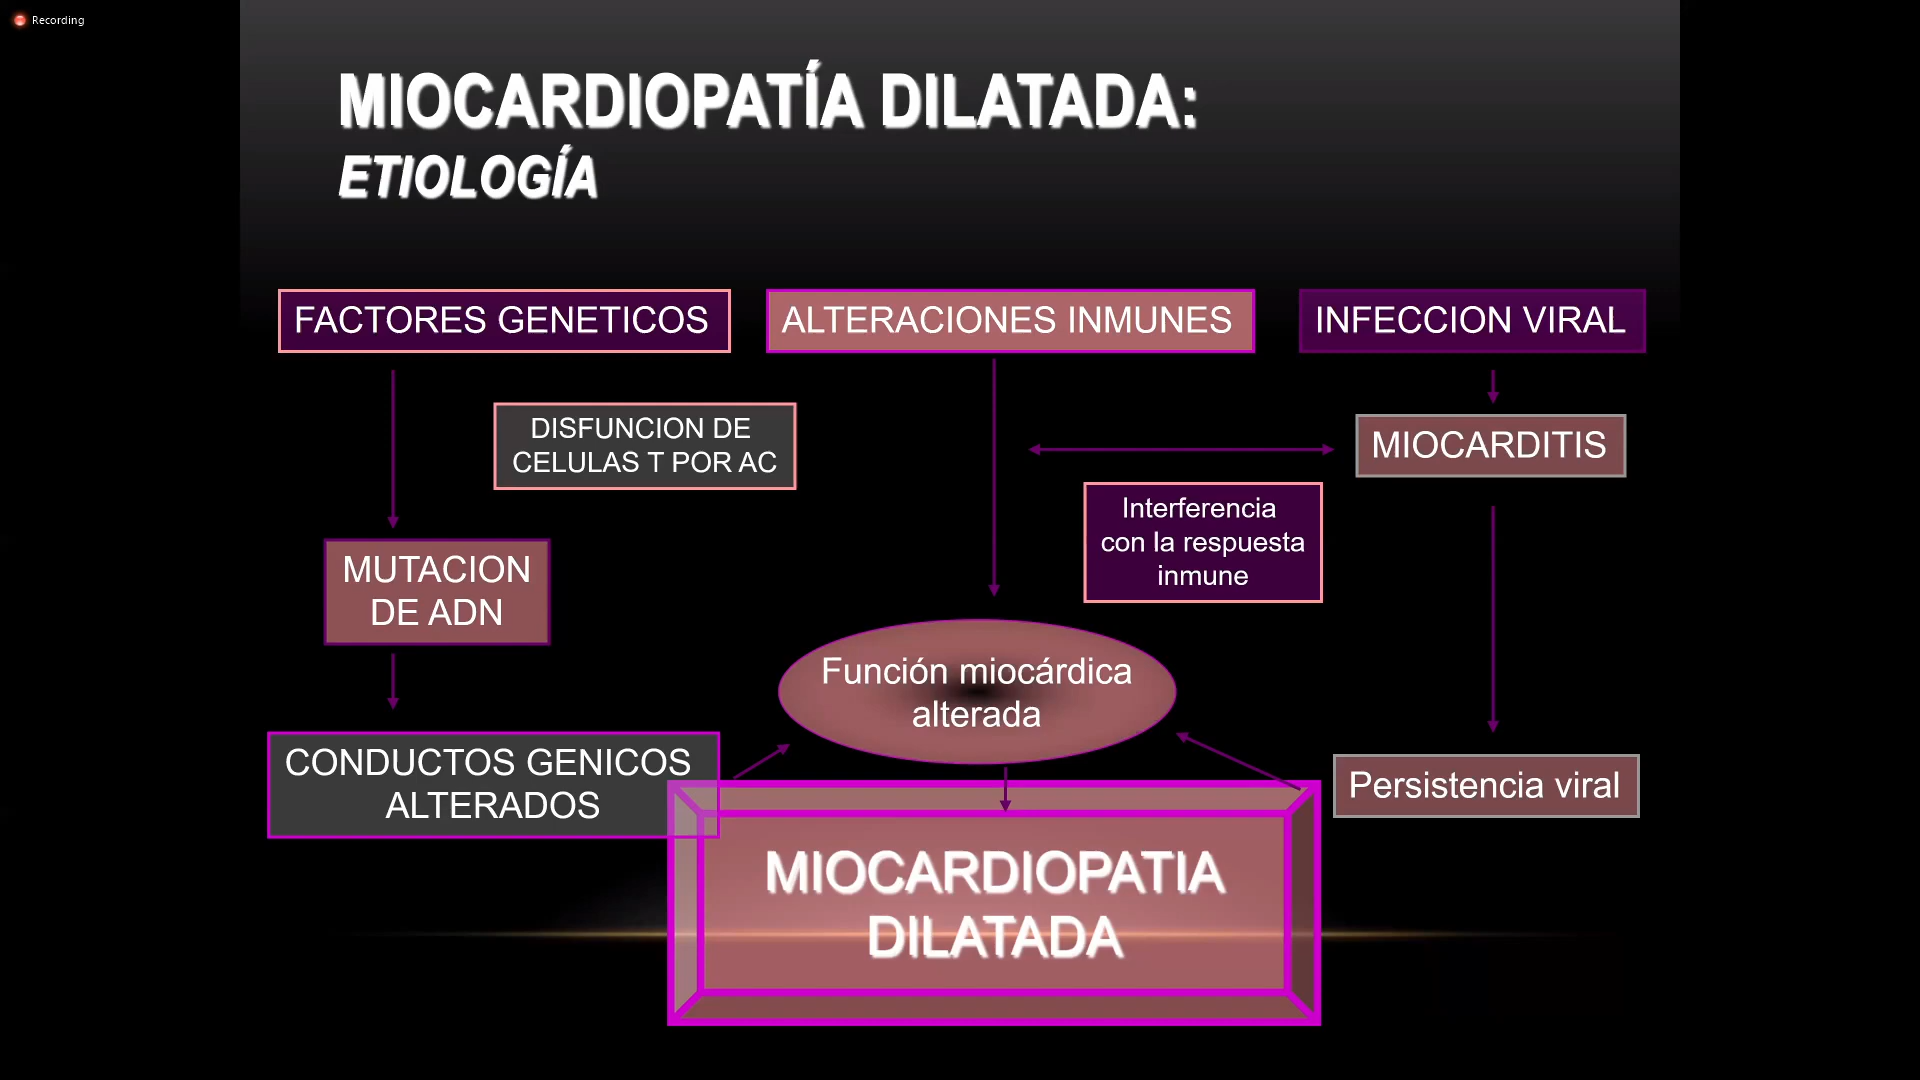 Recording
MIOCARDIOPATÍA DILATADA:
ETIOLOGÍA
FACTORES GENETICOS
ALTERACIONES INMUNES
INFECCION VIRAL
DISFUNCION DE
CELULAS T POR AC
MIOCARDITIS
Interferencia
con la respuesta
inmune
MUTACION
DE ADN
Función miocárdica
alterada
CONDUCTOS GENICOS
ALTERADOS
Persistencia viral
MIOCARDIOPATIA
DILATADA